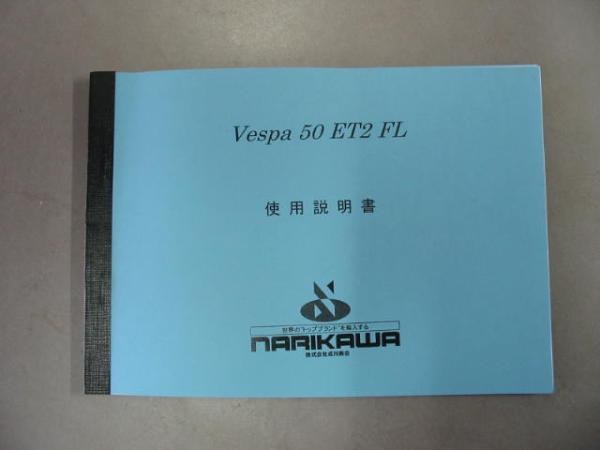 Vespa 50 ET2 FL
使用説明書
世界の"トップブランド"を輸入する
NARIKAWA
株式会社成川商会